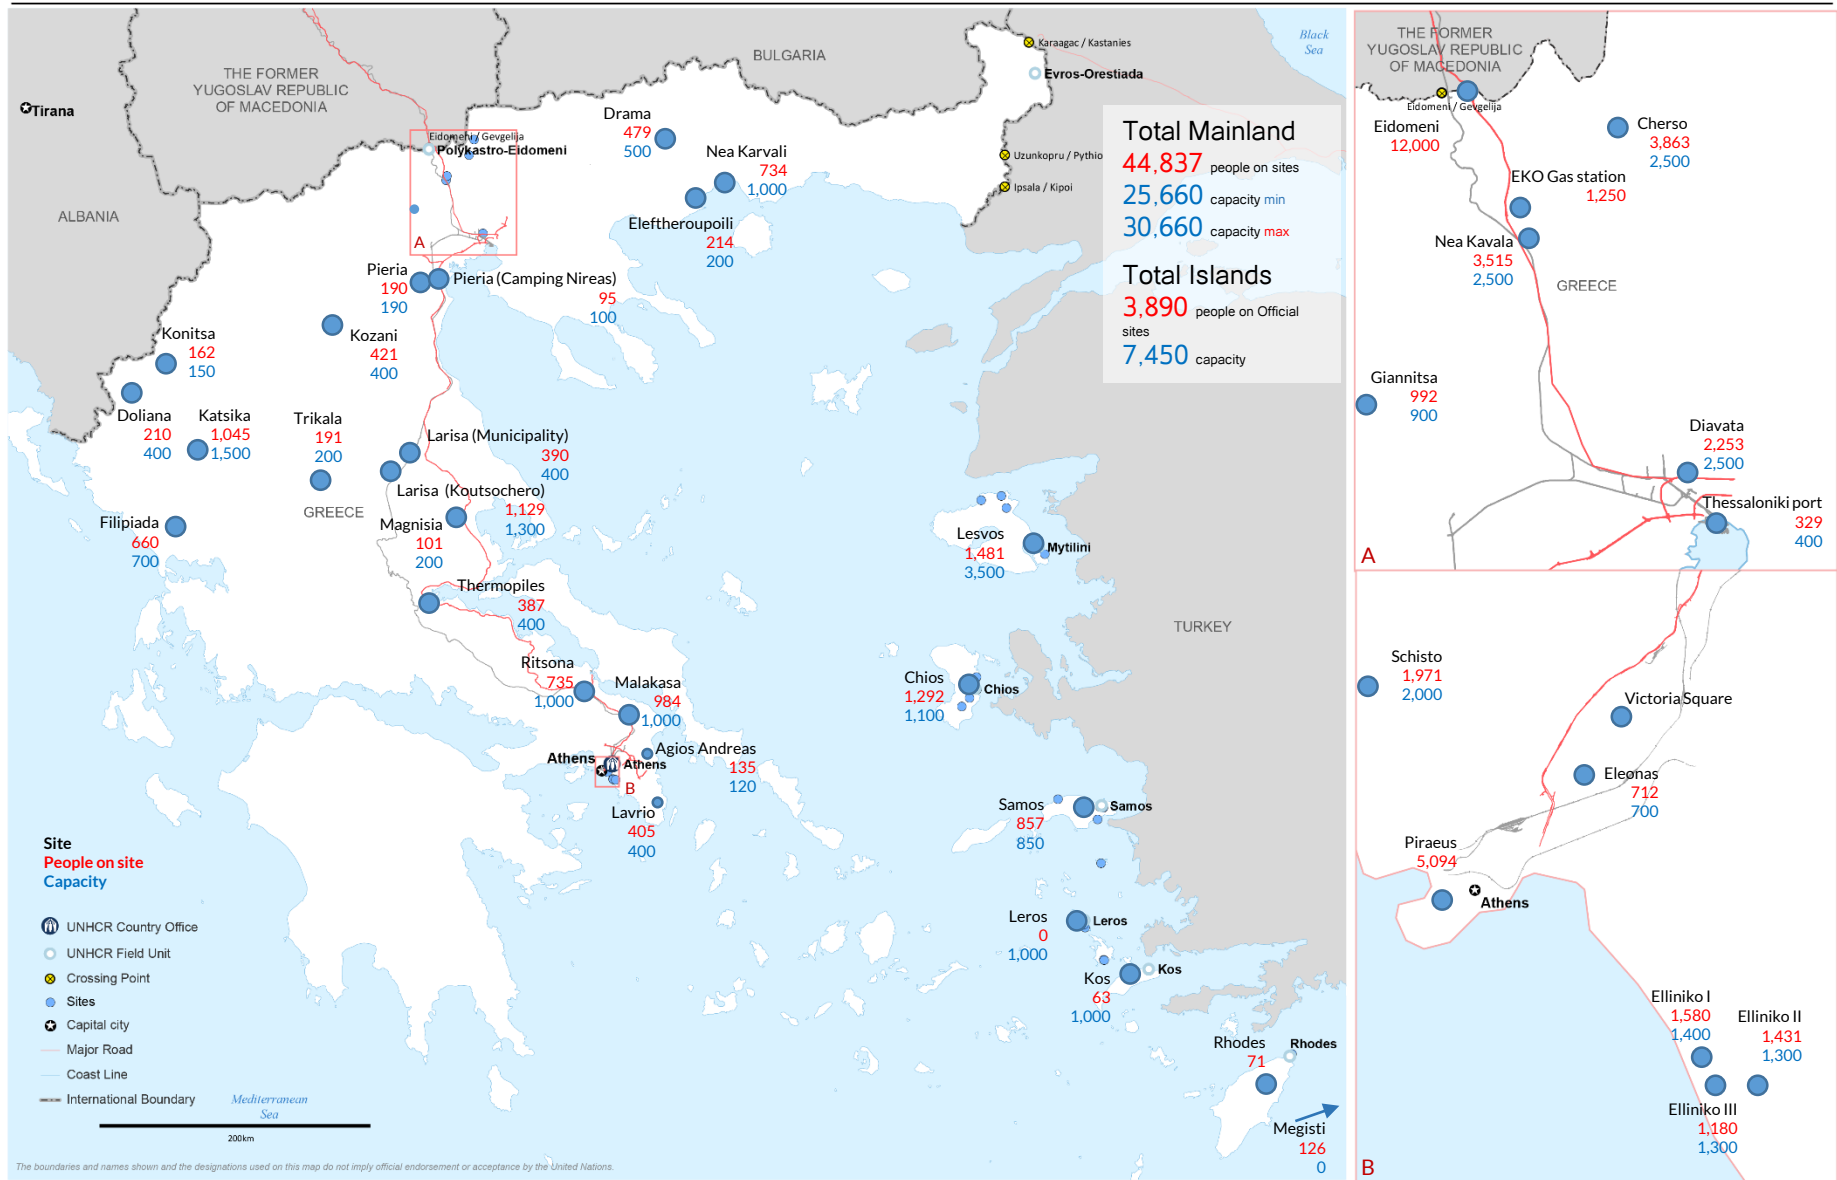 THE FORMER
YUGOSLAV REPUBLIC
OF MACEDONIA
BULGARIA
Black
Sea
Karaagac / Kastanies
Evros-Orestiada
Tirana
ALBANIA
Eidomeni / Gevgelija
Polykastro-Eidomeni
A
Drama
479
500
Nea Karvali
734
1,000
Eleftheroupoili
214
200
Uzunkopru / Pythio
Ipsala / Kipoi
Total Mainland
44,837 people on sites
25,660 capacity min
30,660 capacity max
Total Islands
3,890 people on Official
sites
7,450 capacity
Pieria
190
190
Pieria (Camping Nireas)
95
100
Kozani
421
400
Konitsa
162
150
Doliana
210
400
Katsika
1,045
1,500
Trikala
191
200
Larisa (Municipality)
390
400
Larisa (Koutsochero)
1,129
1,300
GREECE
Magnisia
101
200
Filipiada
660
700
Thermopiles
387
400
Ritsona
735
1,000
Malakasa
984
1,000
Agios Andreas
135
120
Athens
Athens
B
Lavrio
405
400
Lesvos
1,481
3,500
Mytilini
TURKEY
Chios
1,292
1,100
Chios
Samos
857
850
Samos
Leros
0
1,000
Leros
Kos
63
1,000
Kos
Rhodes
71
Rhodes
Megisti
126
0
Site
People on site
Capacity
UNHCR Country Office
UNHCR Field Unit
Crossing Point
Sites
Capital city
Major Road
Coast Line
International Boundary
Mediterranean
Sea
200km
The boundaries and names shown and the designations used on this map do not imply official endorsement or acceptance by the United Nations.
THE FORMER
YUGOSLAV REPUBLIC
OF MACEDONIA
Eidomeni / Gevgelija
Eidomeni
12,000
Cherso
3,863
2,500
EKO Gas station
1,250
Nea Kavala
3,515
2,500
GREECE
Giannitsa
992
900
Diavata
2,253
2,500
Thessaloniki port
329
400
A
Schisto
1,971
2,000
Victoria Square
Eleonas
712
700
Piraeus
5,094
Athens
Elliniko I
1,580
1,400
Elliniko II
1,431
1,300
Elliniko III
1,180
1,300
B